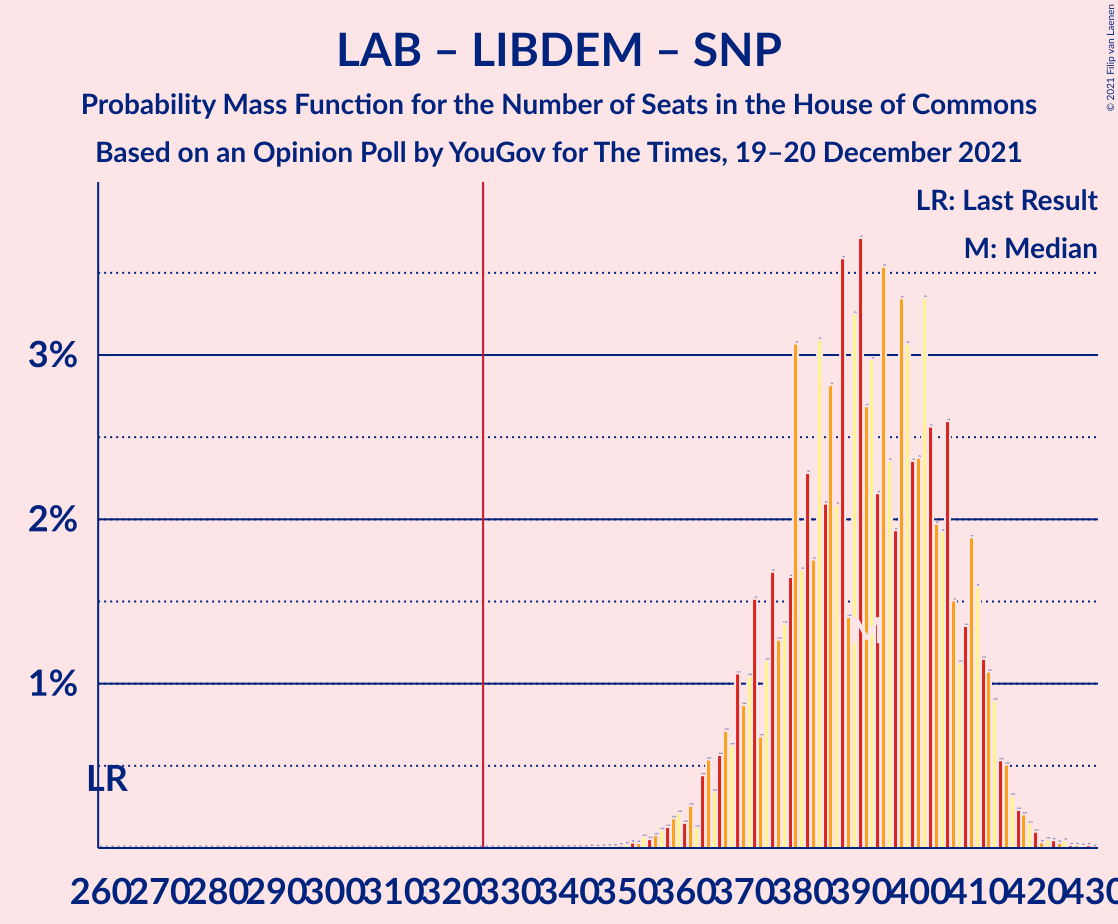 LAB – LIBDEM – SNP
Probability Mass Function for the Number of Seats in the House of Commons
Based on an Opinion Poll by YouGov for The Times, 19–20 December 2021
© 2021 Filip van Laenen
LR: Last Result
M: Median
3%
2%
1%
M
LR
260 270 280 290 300 310 320 330 340 350 360 370 380 390 400 410 420 430